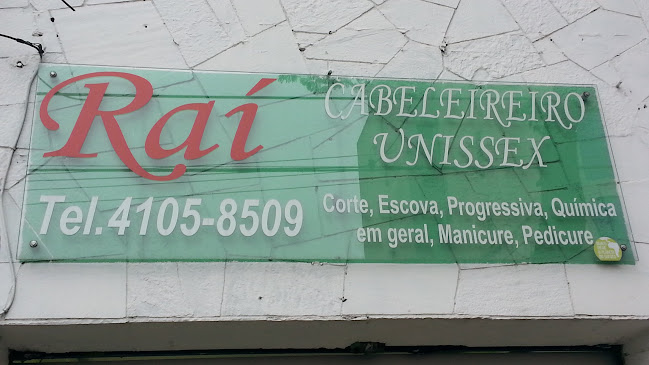 Raí
CABELEIREIRO
UNISSEX
Tel.4105-8509
Corte, Escova, Progressiva, Química
em geral, Manicure, Pedicure